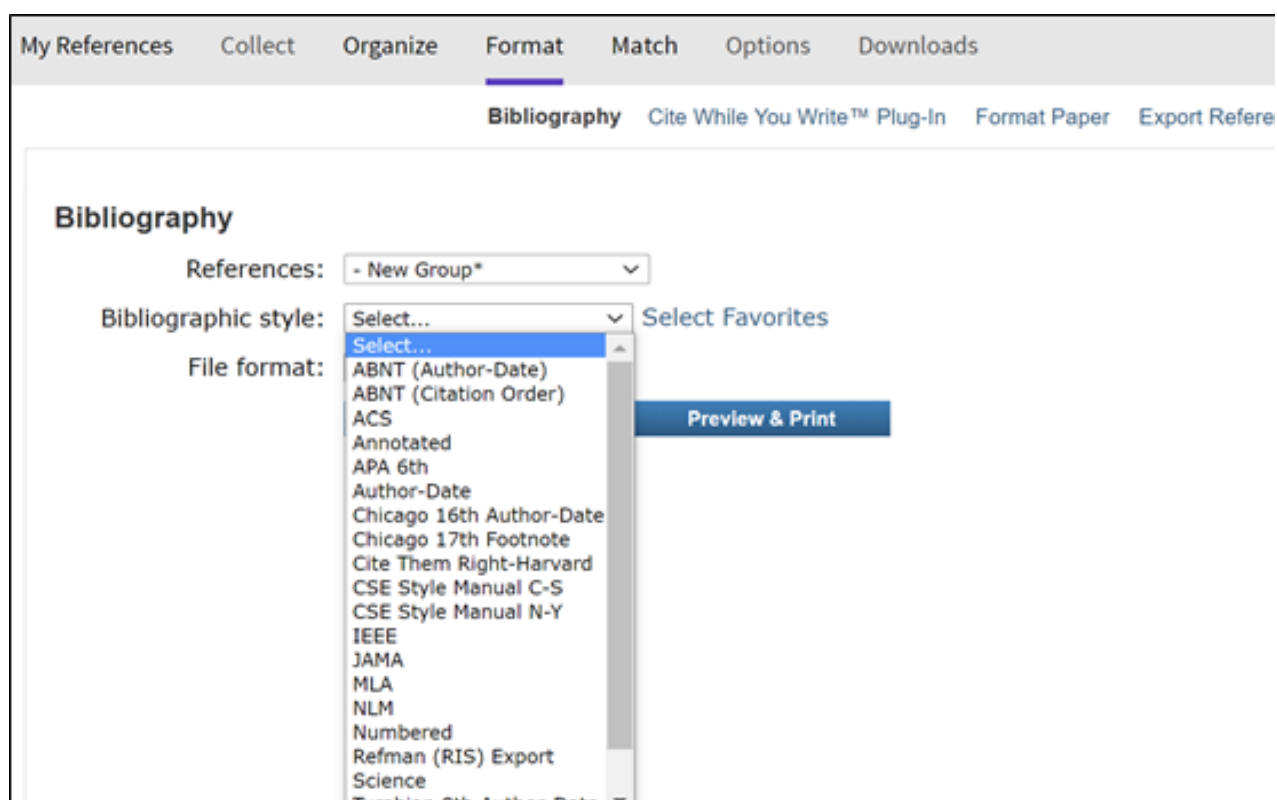 My References Collect Organize Format Match Options Downloads
Bibliography Cite While You Write™ Plug-In Format Paper Export
Bibliography
References: - New Group*
Bibliographic style: Select... Select Favorites
Select...
File format:
ABNT (Author-Date)
ABNT (Citation Order)
ACS
Preview & Print
Annotated
APA 6th
Author-Date
Chicago 16th Author-Date
Chicago 17th Footnote
Cite Them Right-Harvard
CSE Style Manual C-S
CSE Style Manual N-Y
IEEE
JAMA
MLA
NLM
Numbered
Refman (RIS) Export
Science